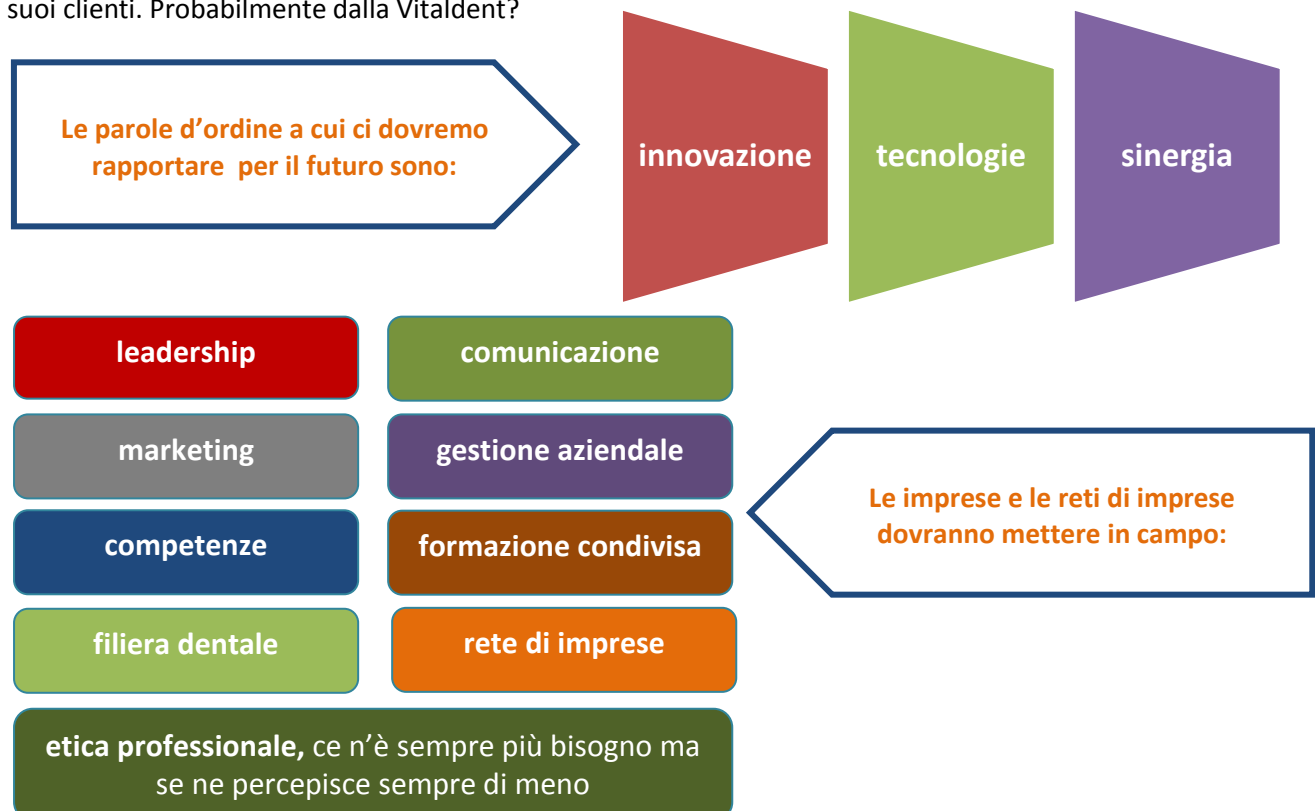 suoi clienti. Probabilmente dalla Vitaldent?
Le parole d’ordine a cui ci dovremo
rapportare per il futuro sono:
innovazione
tecnologie
sinergia
leadership
comunicazione
marketing
gestione aziendale
competenze
formazione condivisa
filiera dentale
rete di imprese
Le imprese e le reti di imprese
dovranno mettere in campo:
etica professionale, ce n’è sempre più bisogno ma
se ne percepisce sempre di meno